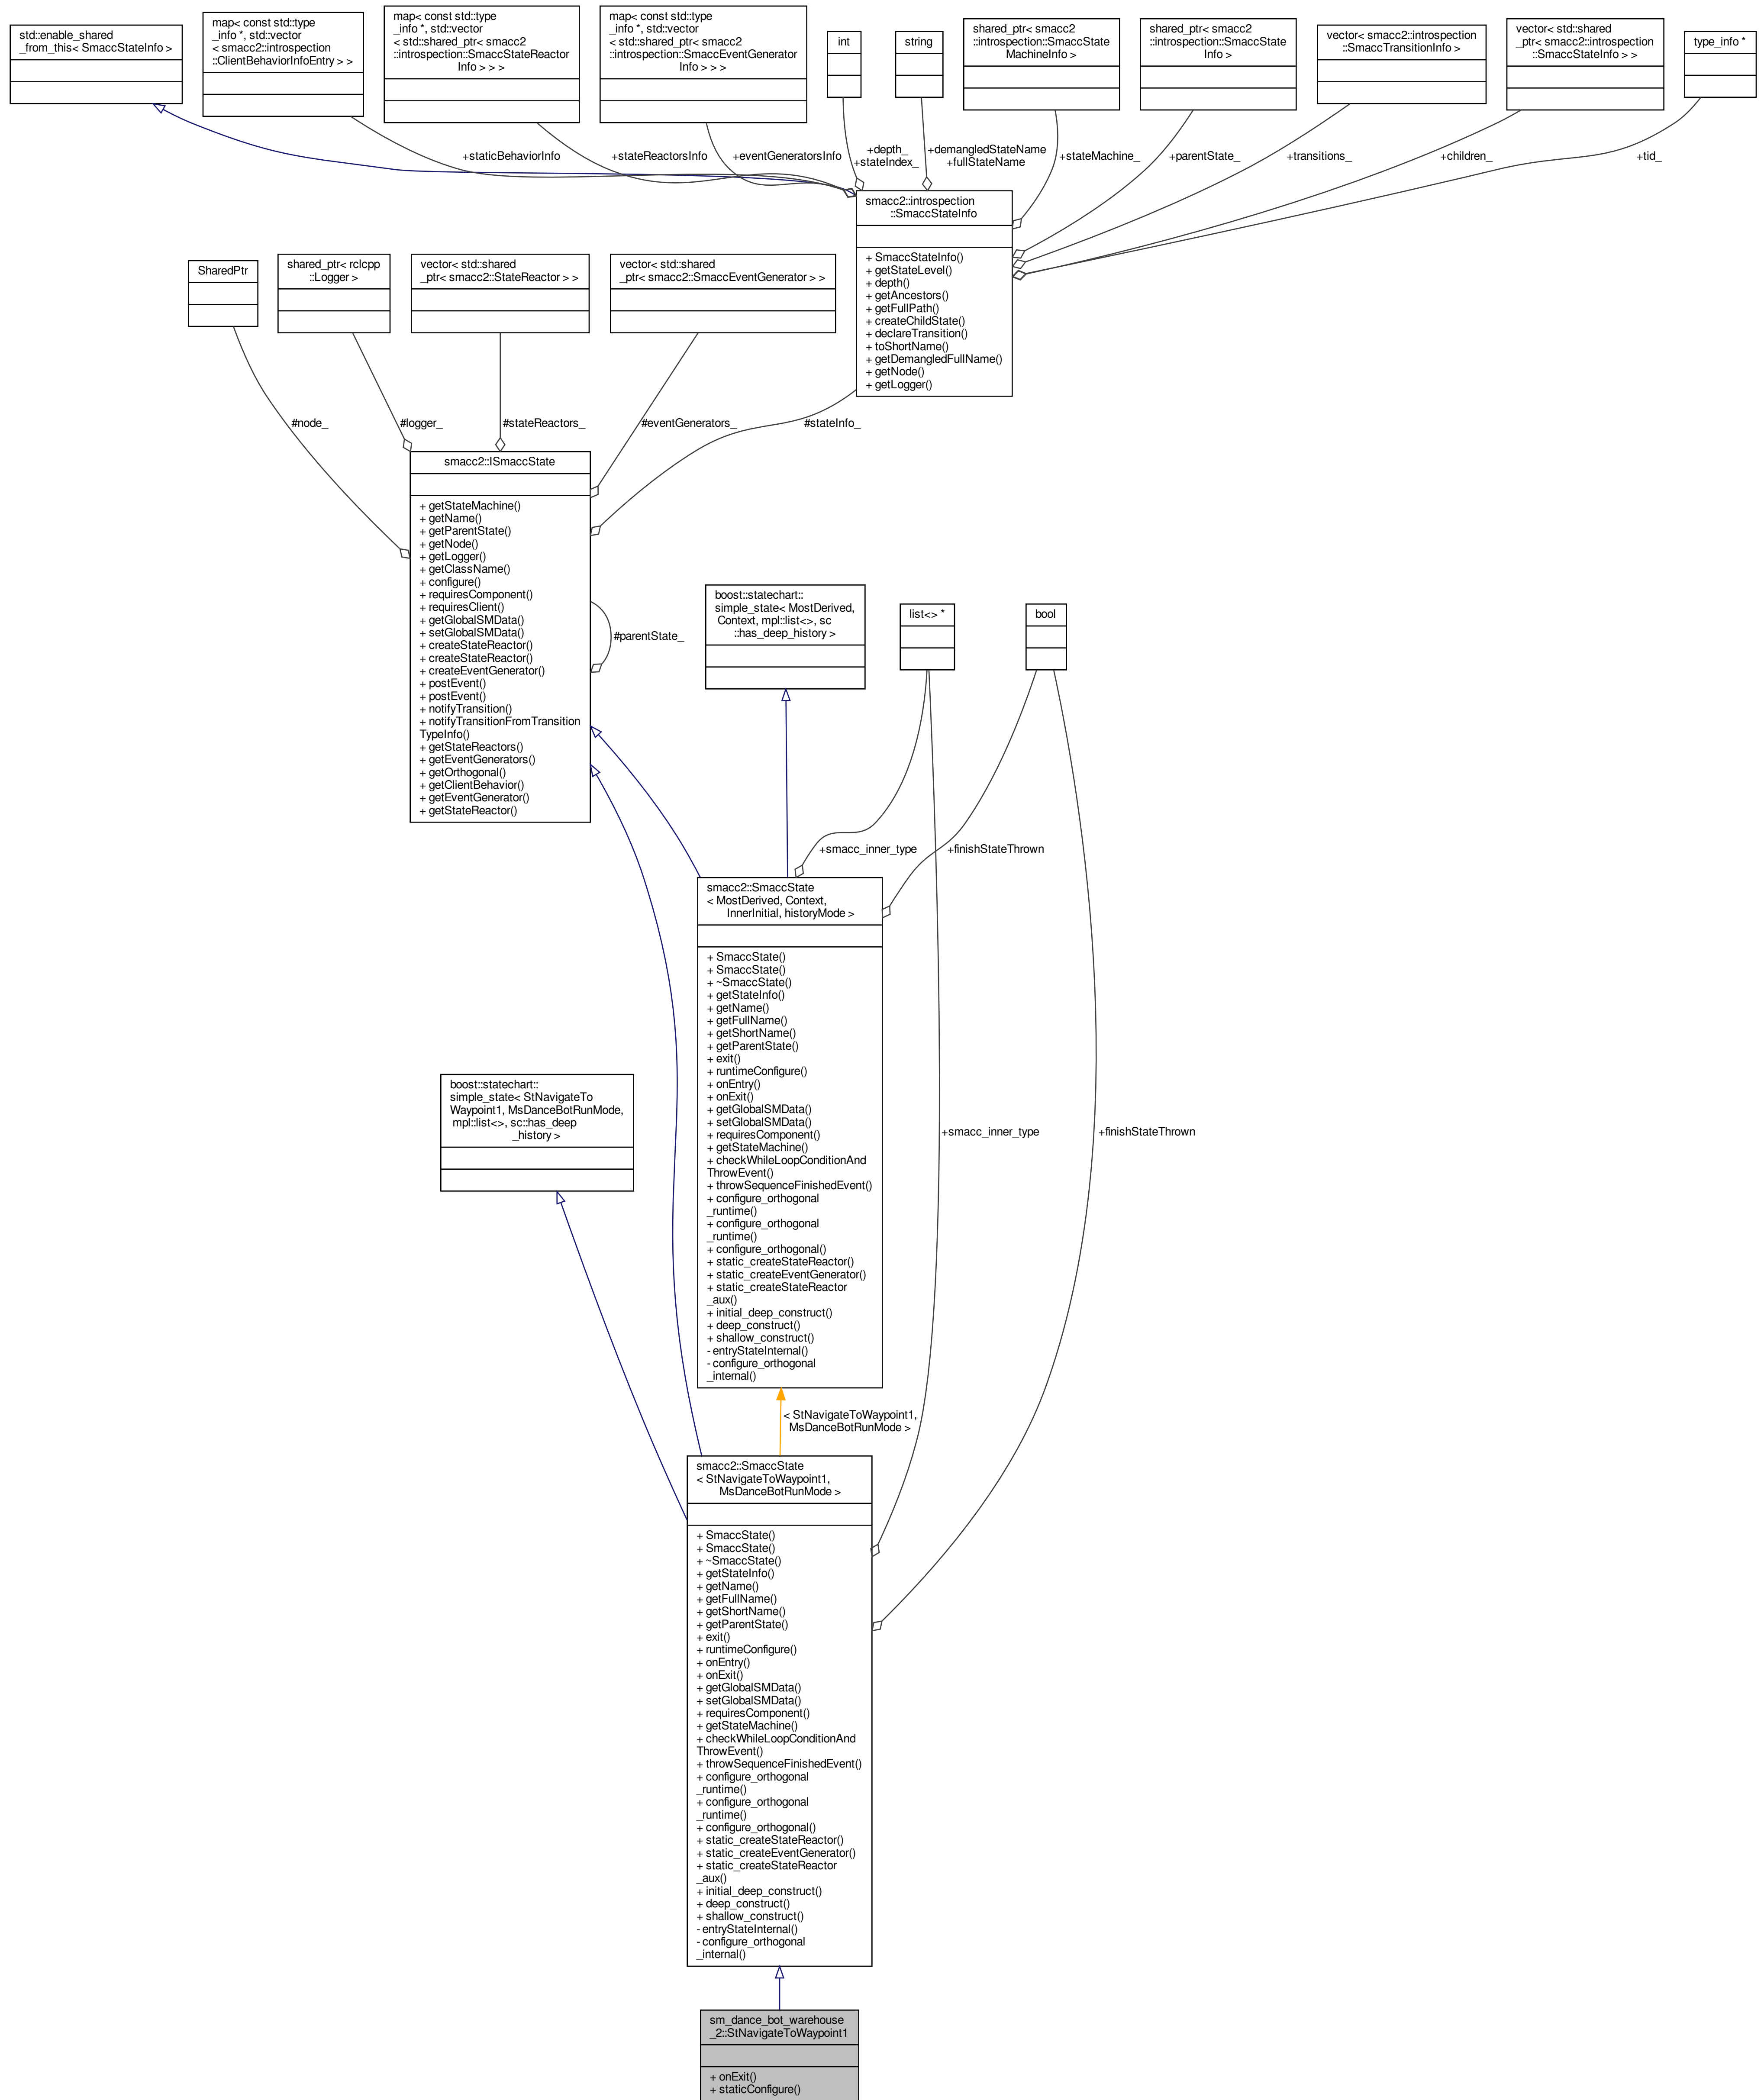 std::enable_shared
_from_this< SmaccStateInfo >
map< const std::type
_info *, std::vector
< smacc2::introspection
::ClientBehaviorInfoEntry > >
map< const std::type
_info *, std::vector
< std::shared_ptr< smacc2
::introspection::SmaccStateReactor
Info > > >
map< const std::type
_info *, std::vector
< std::shared_ptr< smacc2
::introspection::SmaccEventGenerator
Info > > >
int
string
shared_ptr< smacc2
::introspection::SmaccState
MachineInfo >
shared_ptr< smacc2
::introspection::SmaccState
Info >
vector< smacc2::introspection
::SmaccTransitionInfo >
vector< std::shared
_ptr< smacc2::introspection
::SmaccStateInfo > >
type_info *
+staticBehaviorInfo
+stateReactorsInfo
+eventGeneratorsInfo
+depth_
+stateIndex_
+demangledStateName
+fullStateName
+stateMachine_
+parentState_
+transitions_
+children_
+tid_
smacc2::introspection
::SmaccStateInfo
+ SmaccStateInfo()
+ getStateLevel()
+ depth()
+ getAncestors()
+ getFullPath()
+ createChildState()
+ declareTransition()
+ toShortName()
+ getDemangledFullName()
+ getNode()
+ getLogger()
SharedPtr
shared_ptr< rclcpp
::Logger >
vector< std::shared
_ptr< smacc2::StateReactor > >
vector< std::shared
_ptr< smacc2::SmaccEventGenerator > >
#node_
#logger_
#stateReactors_
#eventGenerators_
#stateInfo_
smacc2::ISmaccState
+ getStateMachine()
+ getName()
+ getParentState()
+ getNode()
+ getLogger()
+ getClassName()
+ configure()
+ requiresComponent()
+ requiresClient()
+ getGlobalSMData()
+ setGlobalSMData()
+ createStateReactor()
+ createStateReactor()
+ createEventGenerator()
+ postEvent()
+ postEvent()
+ notifyTransition()
+ notifyTransitionFromTransition
TypeInfo()
+ getStateReactors()
+ getEventGenerators()
+ getOrthogonal()
+ getClientBehavior()
+ getEventGenerator()
+ getStateReactor()
#parentState_
boost::statechart::
simple_state< MostDerived,
Context, mpl::list<>, sc
::has_deep_history >
list<> *
bool
+smacc_inner_type
+finishStateThrown
smacc2::SmaccState
< MostDerived, Context,
InnerInitial, historyMode >
+ SmaccState()
+ SmaccState()
+ ~SmaccState()
+ getStateInfo()
+ getName()
+ getFullName()
+ getShortName()
+ getParentState()
+ exit()
+ runtimeConfigure()
+ onEntry()
+ onExit()
+ getGlobalSMData()
+ setGlobalSMData()
+ requiresComponent()
+ getStateMachine()
+ checkWhileLoopConditionAnd
ThrowEvent()
+ throwSequenceFinishedEvent()
+ configure_orthogonal
_runtime()
+ configure_orthogonal
_runtime()
+ configure_orthogonal()
+ static_createStateReactor()
+ static_createEventGenerator()
+ static_createStateReactor
_aux()
+ initial_deep_construct()
+ deep_construct()
+ shallow_construct()
- entryStateInternal()
- configure_orthogonal
_internal()
boost::statechart::
simple_state< StNavigateTo
Waypoint1, MsDanceBotRunMode,
mpl::list<>, sc::has_deep
_history >
+smacc_inner_type
+finishStateThrown
< StNavigateToWaypoint1,
MsDanceBotRunMode >
smacc2::SmaccState
< StNavigateToWaypoint1,
MsDanceBotRunMode >
+ SmaccState()
+ SmaccState()
+ ~SmaccState()
+ getStateInfo()
+ getName()
+ getFullName()
+ getShortName()
+ getParentState()
+ exit()
+ runtimeConfigure()
+ onEntry()
+ onExit()
+ getGlobalSMData()
+ setGlobalSMData()
+ requiresComponent()
+ getStateMachine()
+ checkWhileLoopConditionAnd
ThrowEvent()
+ throwSequenceFinishedEvent()
+ configure_orthogonal
_runtime()
+ configure_orthogonal
_runtime()
+ configure_orthogonal()
+ static_createStateReactor()
+ static_createEventGenerator()
+ static_createStateReactor
_aux()
+ initial_deep_construct()
+ deep_construct()
+ shallow_construct()
- entryStateInternal()
- configure_orthogonal
_internal()
sm_dance_bot_warehouse
_2::StNavigateToWaypoint1
+ onExit()
+ staticConfigure()